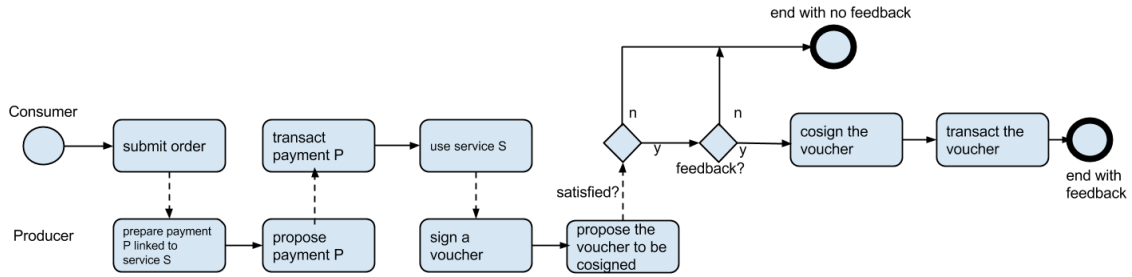 end with no feedback
Consumer
n
n
submit order
transact
payment P
use service S
cosign the
voucher
transact the
voucher
y
y
feedback?
end with
feedback
satisfied?
Producer
prepare payment
P linked to
service S
propose
payment P
sign a
voucher
propose the
voucher to be
cosigned